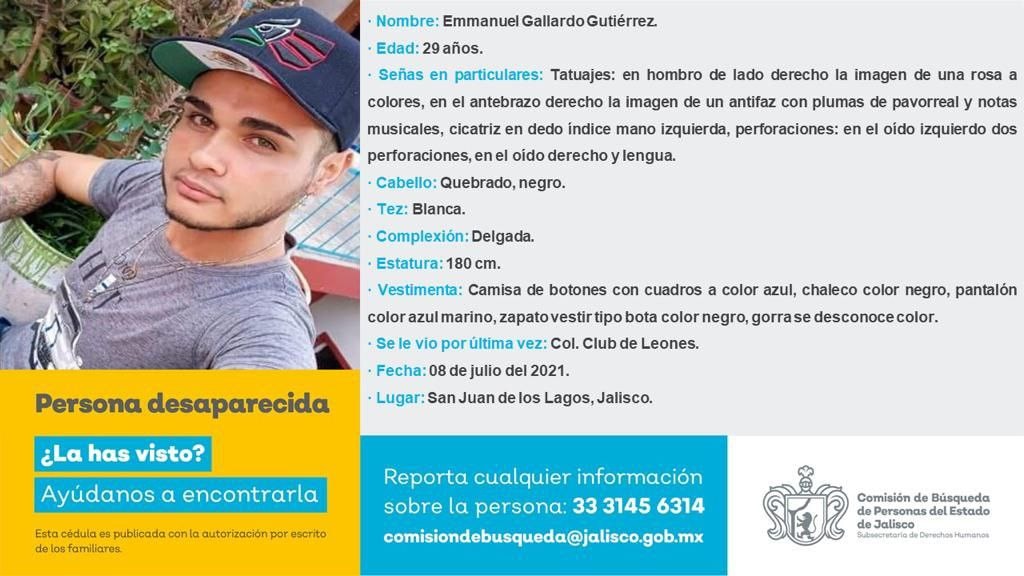 · Nombre: Emmanuel Gallardo Gutiérrez.
· Edad: 29 años.
· Señas en particulares: Tatuajes: en hombro de lado derecho la imagen de una rosa a
colores, en el antebrazo derecho la imagen de un antifaz con plumas de pavorreal y notas
musicales, cicatriz en dedo índice mano izquierda, perforaciones: en el oído izquierdo dos
perforaciones, en el oído derecho y lengua.
· Cabello: Quebrado, negro.
· Tez: Blanca.
· Complexión: Delgada.
· Estatura: 180 cm.
· Vestimenta: Camisa de botones con cuadros a color azul, chaleco color negro, pantalón
color azul marino, zapato vestir tipo bota color negro, gorra se desconoce color.
· Se le vio por última vez: Col. Club de Leones.
· Fecha: 08 de julio del 2021.
· Lugar: San Juan de los Lagos, Jalisco.
Persona desaparecida
¿La has visto?
Ayúdanos a encontrarla
Esta cédula es publicada con la autorización por escrito
de los familiares.
Reporta cualquier información
sobre la persona: 33 3145 6314
comisiondebusqueda@jalisco.gob.mx
Comisión de Búsqueda
de Personas del Estado
de Jalisco
Subsecretaría de Derechos Humanos